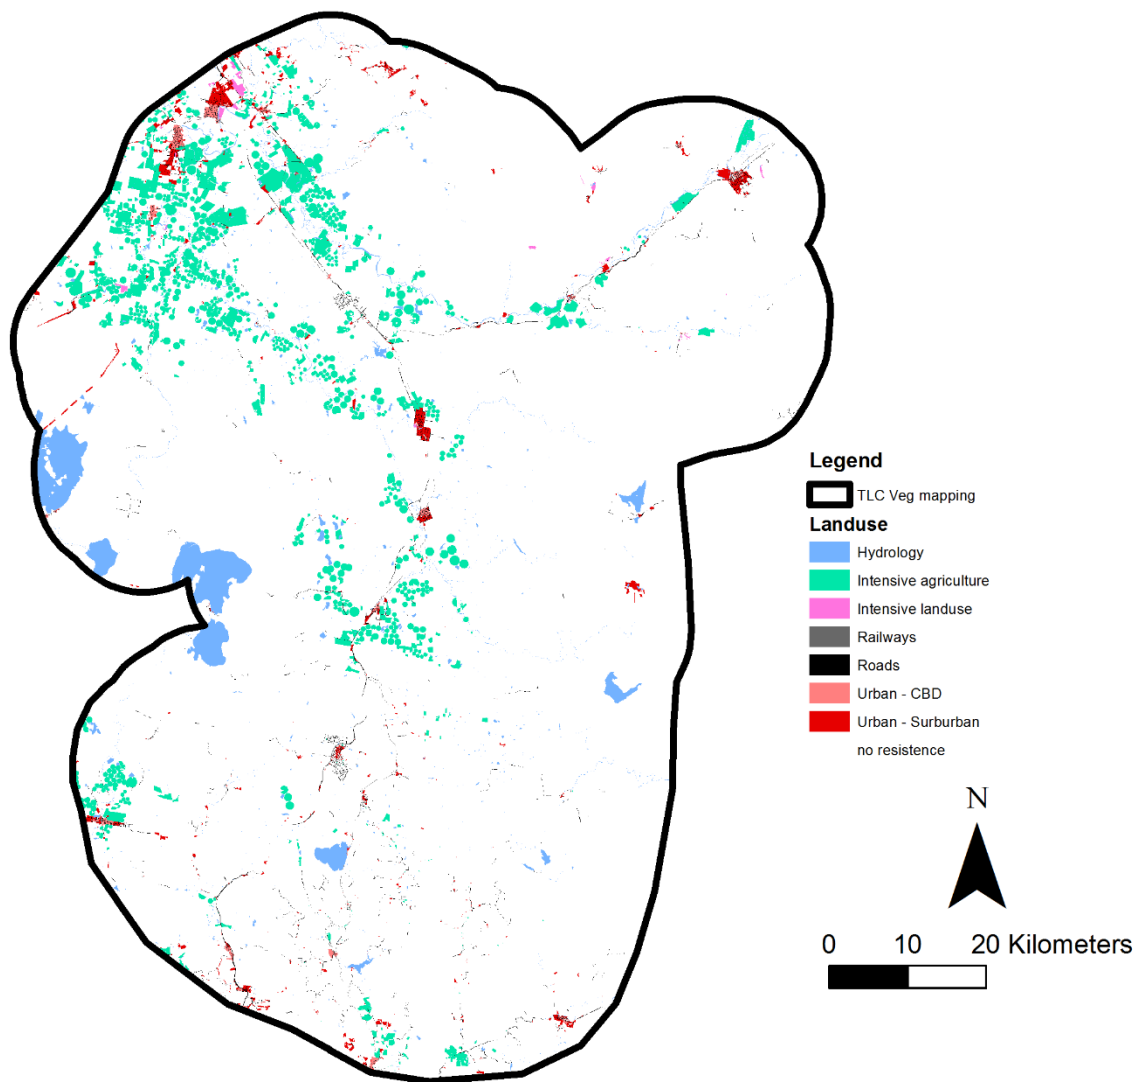 Legend
TLC Veg mapping
Landuse
Hydrology
Intensive agriculture
Intensive landuse
Railways
Roads
Urban - CBD
Urban - Surburban
no resistence
N
0 10 20 Kilometers